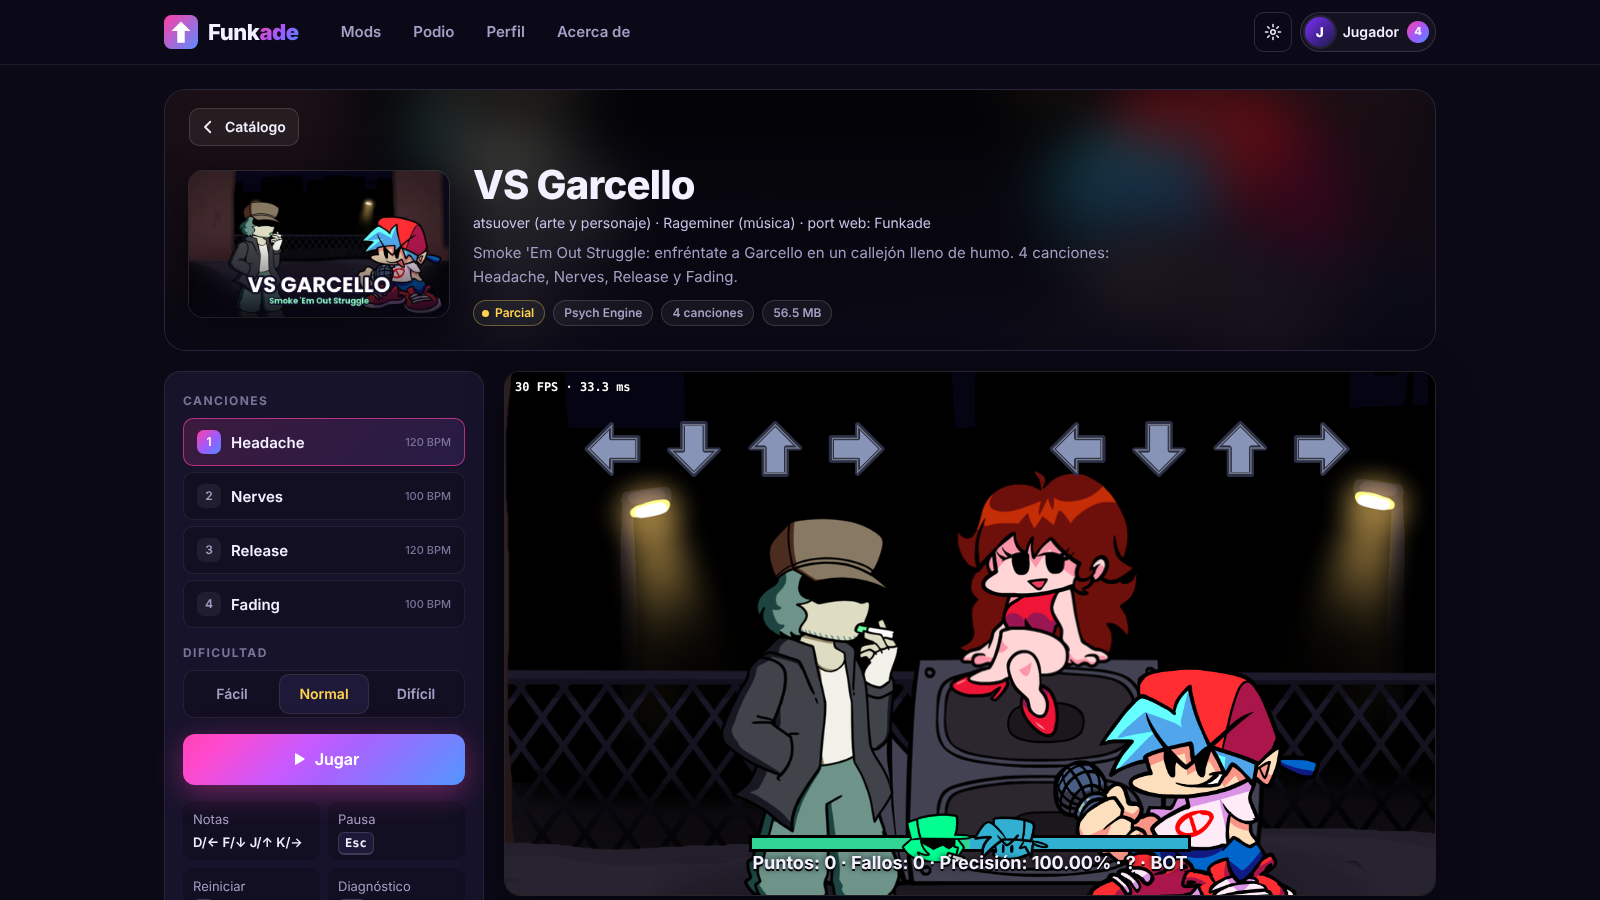 Funkade
Mods
Podio
Perfil
Acerca de
J
Jugador
4
Catálogo
VS GARCELLO
Smoke 'Em Out Struggle
VS Garcello
atsuover (arte y personaje) · Rageminer (música) · port web: Funkade
Smoke 'Em Out Struggle: enfréntate a Garcello en un callejón lleno de humo. 4 canciones:
Headache, Nerves, Release y Fading.
Parcial
Psych Engine
4 canciones
56.5 MB
CANCIONES
1 Headache 120 BPM
2 Nerves 100 BPM
3 Release 120 BPM
4 Fading 100 BPM
DIFICULTAD
Fácil
Normal
Difícil
Jugar
Notas
D/← F/↓ J/↑ K/→
Pausa
Esc
Reiniciar
Diagnóstico
30 FPS · 33.3 ms
Puntos: 0 · Fallos: 0 · Precisión: 100.00% · ? · BOT